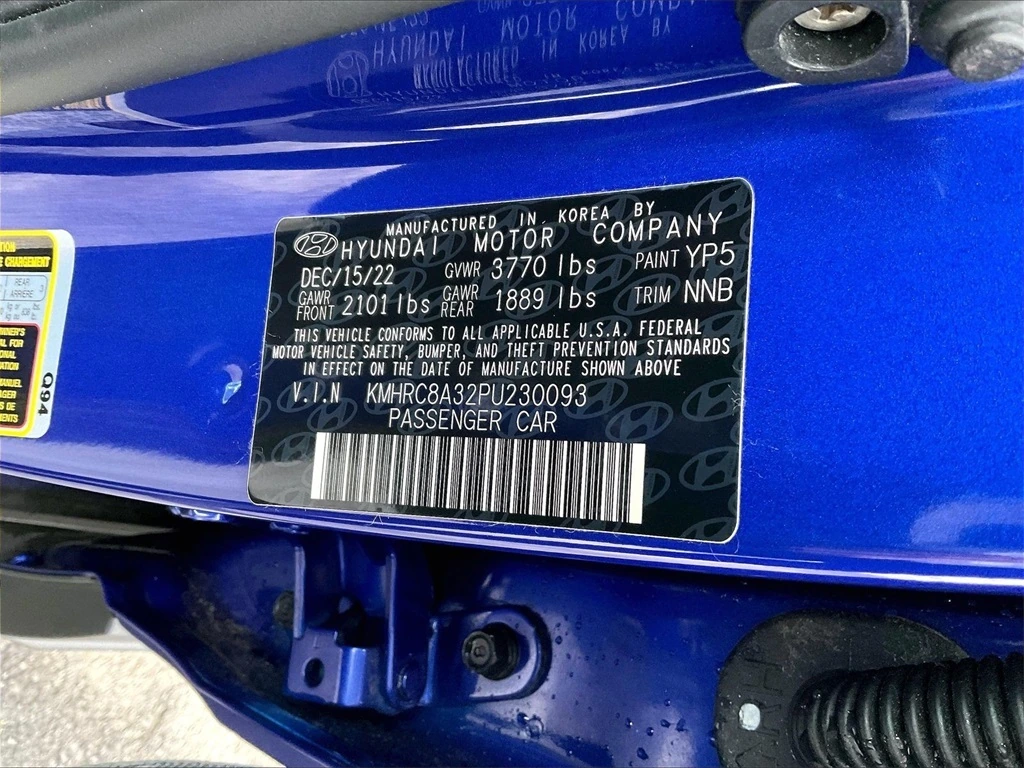 MANUFACTURED IN KOREA BY
HYUNDAI MOTOR COMPANY
DEC/15/22 GVWR 3770 lbs PAINT YP5
GAWR FRONT 2101 lbs GAWR REAR 1889 lbs TRIM NNB
THIS VEHICLE CONFORMS TO ALL APPLICABLE U.S.A. FEDERAL
MOTOR VEHICLE SAFETY, BUMPER, AND THEFT PREVENTION STANDARDS
IN EFFECT ON THE DATE OF MANUFACTURE SHOWN ABOVE
V.I.N KMHRC8A32PU230093
PASSENGER CAR
REAR
ARRIERE
Q94